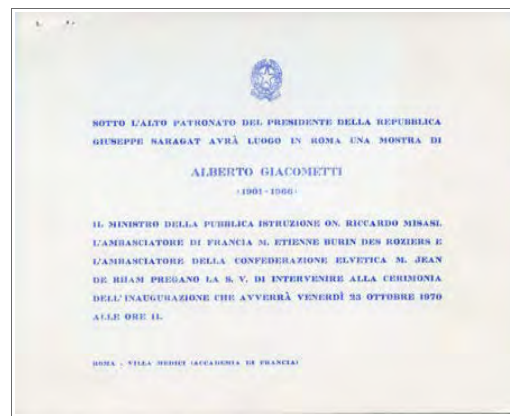 SOTTO L'ALTO PATRONATO DEL PRESIDENTE DELLA REPUBBLICA
GIUSEPPE SARAGAT AVRÀ LUOGO IN ROMA UNA MOSTRA DI
ALBERTO GIACOMETTI
(1901-1966)
IL MINISTRO DELLA PUBBLICA ISTRUZIONE ON. RICCARDO MISASI,
L'AMBASCIATORE DI FRANCIA M. ETIENNE BURIN DES ROZIERS E
L'AMBASCIATORE DELLA CONFEDERAZIONE ELVETICA M. JEAN
DE RHAM PREGANO LA S. V. DI INTERVENIRE ALLA CERIMONIA
DELL'INAUGURAZIONE CHE AVVERRÀ VENERDÌ 23 OTTOBRE 1970
ALLE ORE 11.
ROMA - VILLA MEDICI (ACCADEMIA DI FRANCIA)